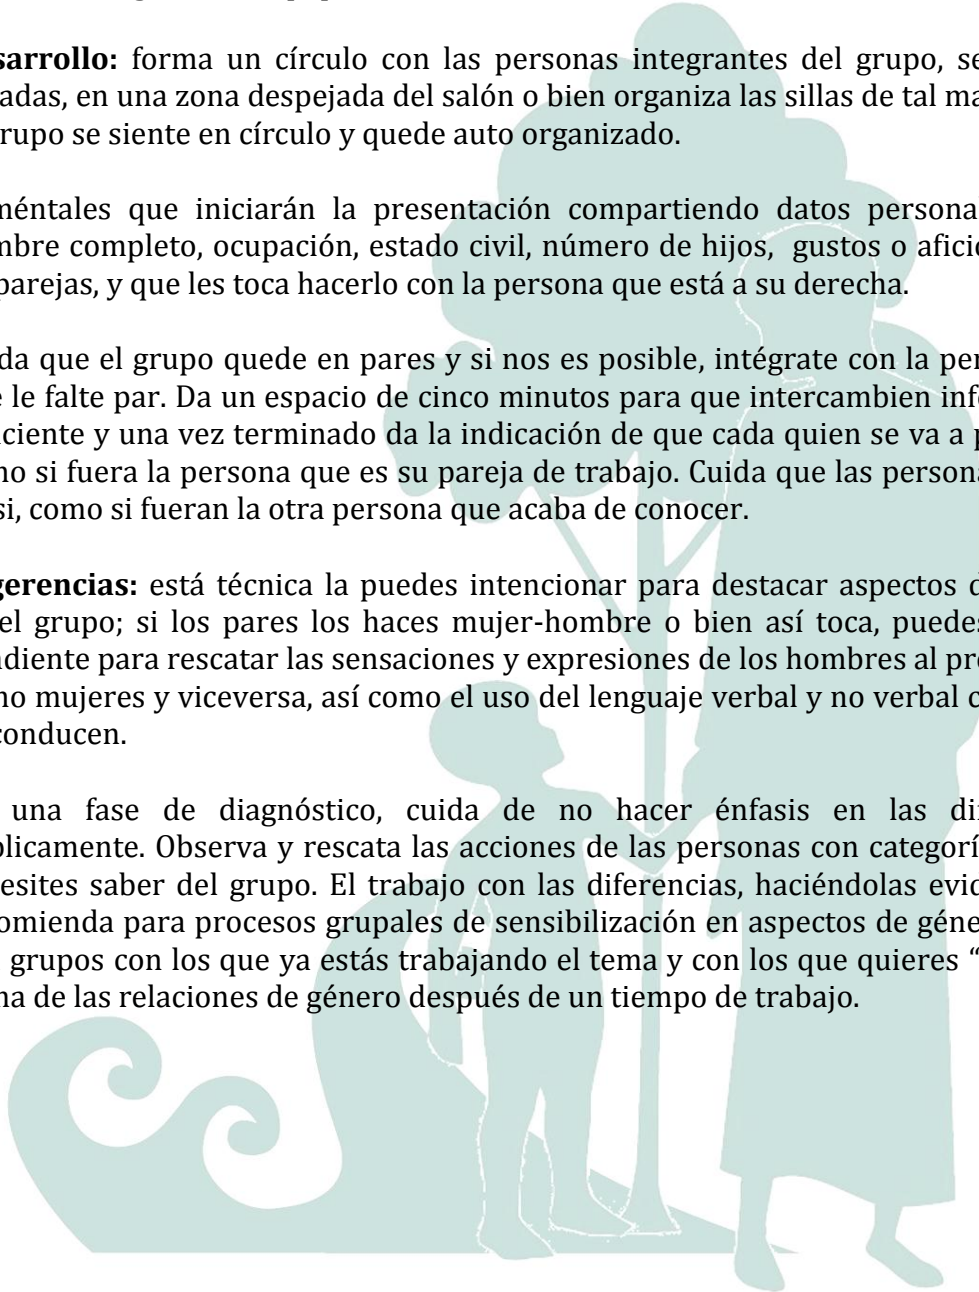 sarrollo: forma un círculo con las personas integrantes del grupo, se
adas, en una zona despejada del salón o bien organiza las sillas de tal ma
rupo se siente en círculo y quede auto organizado.
méntales que iniciarán la presentación compartiendo datos persona
mbre completo, ocupación, estado civil, número de hijos, gustos o afici
parejas, y que les toca hacerlo con la persona que está a su derecha.
da que el grupo quede en pares y si nos es posible, intégrate con la per
e le falte par. Da un espacio de cinco minutos para que intercambien inf
iciente y una vez terminado da la indicación de que cada quien se va a p
no si fuera la persona que es su pareja de trabajo. Cuida que las persona
si, como si fueran la otra persona que acaba de conocer.
gerencias: está técnica la puedes intencionar para destacar aspectos d
el grupo; si los pares los haces mujer-hombre o bien así toca, puedes
ndiente para rescatar las sensaciones y expresiones de los hombres al pr
no mujeres y viceversa, así como el uso del lenguaje verbal y no verbal c
conducen.
una fase de diagnóstico, cuida de no hacer énfasis en las di
blicamente. Observa y rescata las acciones de las personas con categorí
esites saber del grupo. El trabajo con las diferencias, haciéndolas evid
omienda para procesos grupales de sensibilización en aspectos de géne
grupos con los que ya estás trabajando el tema y con los que quieres “
na de las relaciones de género después de un tiempo de trabajo.